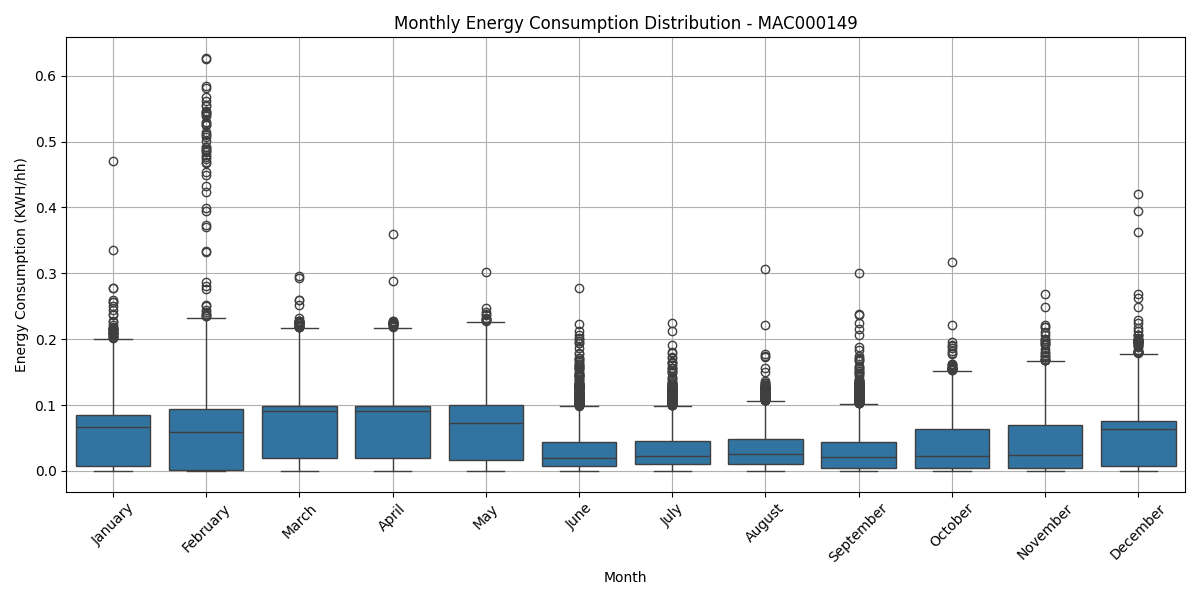 Monthly Energy Consumption Distribution - MAC000149
Energy Consumption (KWH/hh)
0.6
0.5
0.4
0.3
0.2
0.1
0.0
January
February
March
April
May
June
July
August
September
October
November
December
Month